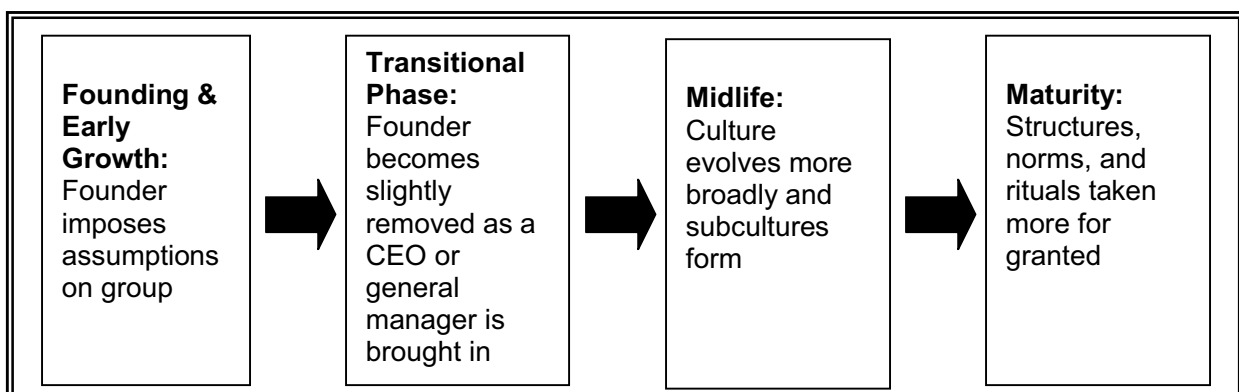 Founding &
Early
Growth:
Founder
imposes
assumptions
on group
Transitional
Phase:
Founder
becomes
slightly
removed as a
CEO or
general
manager is
brought in
Midlife:
Culture
evolves more
broadly and
subcultures
form
Maturity:
Structures,
norms, and
rituals taken
more for
granted